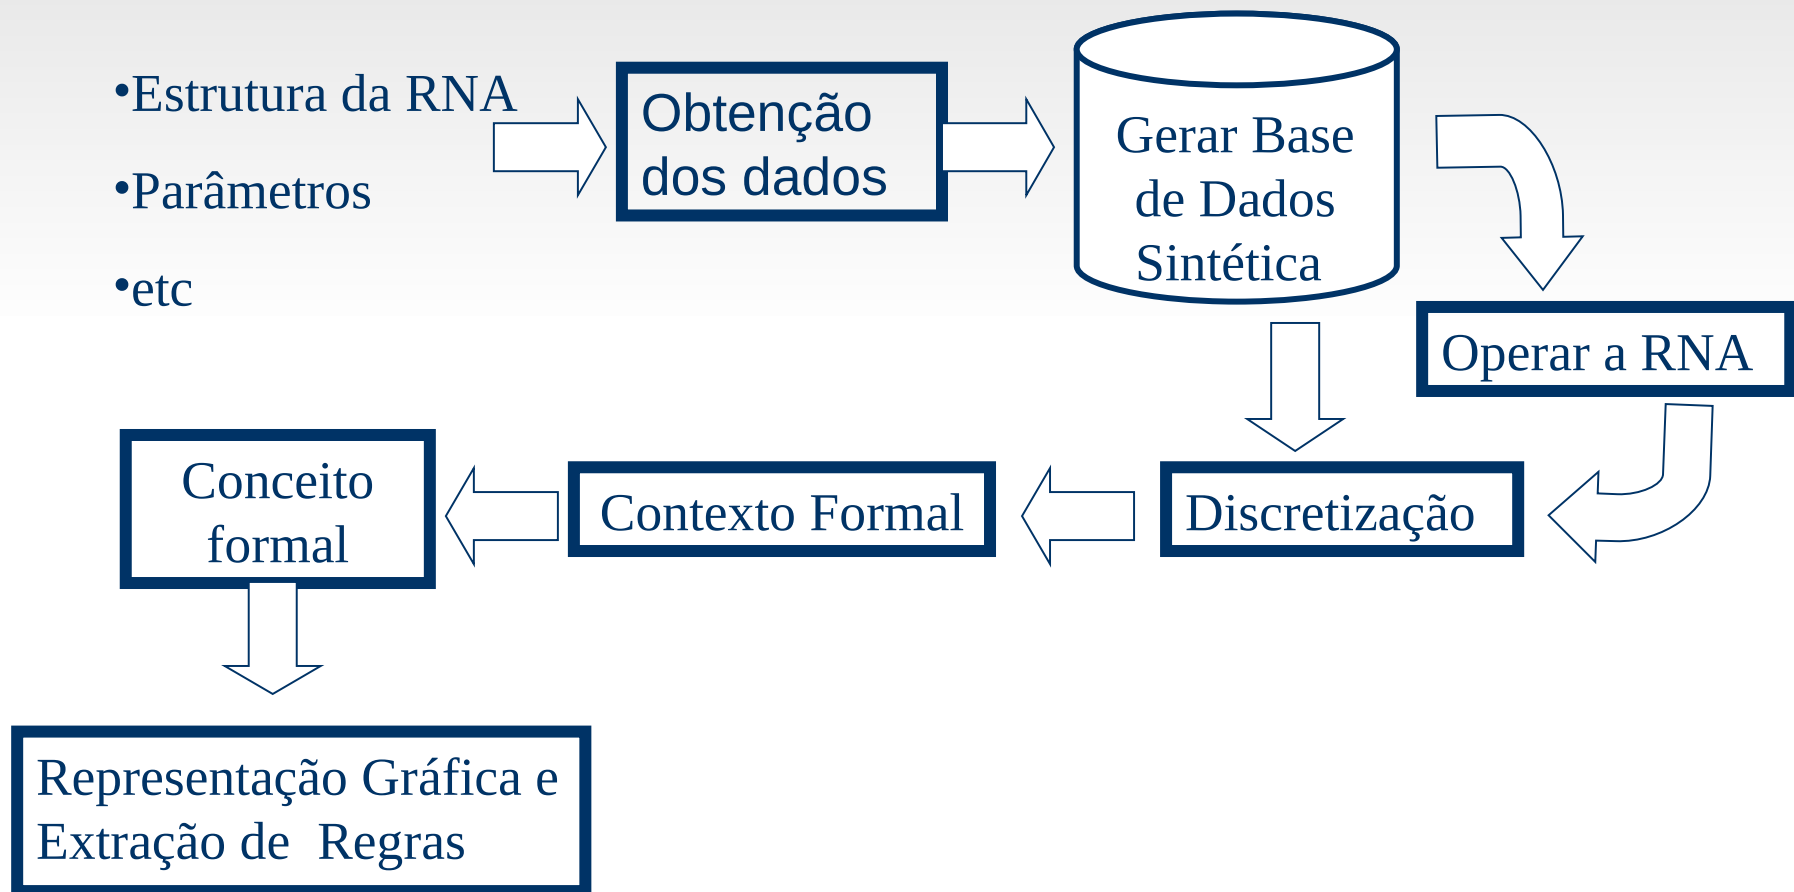 •Estrutura da RNA
•Parâmetros
•etc
Obtenção
dos dados
Gerar Base
de Dados
Sintética
Operar a RNA
Discretização
Contexto Formal
Conceito
formal
Representação Gráfica e
Extração de  Regras